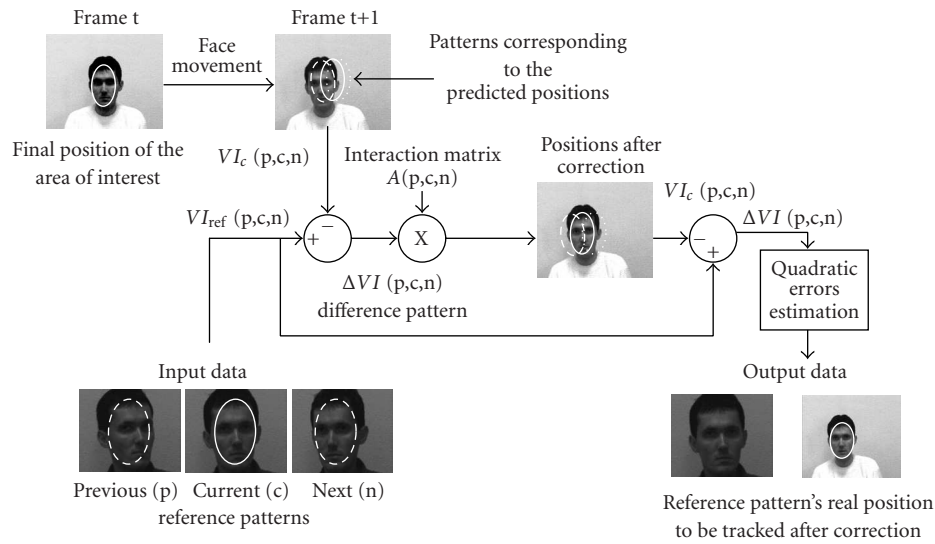 Frame t
Frame t+1
Face
movement
Patterns corresponding
to the
predicted positions
Final position of the
area of interest
VI_c (p,c,n)
Interaction matrix
A(p,c,n)
Positions after
correction
VI_c (p,c,n)
ΔVI (p,c,n)
VI_ref (p,c,n)
+ −
X
−
+
ΔVI (p,c,n)
difference pattern
Quadratic
errors
estimation
Input data
Output data
Previous (p) Current (c) Next (n)
reference patterns
Reference pattern's real position
to be tracked after correction